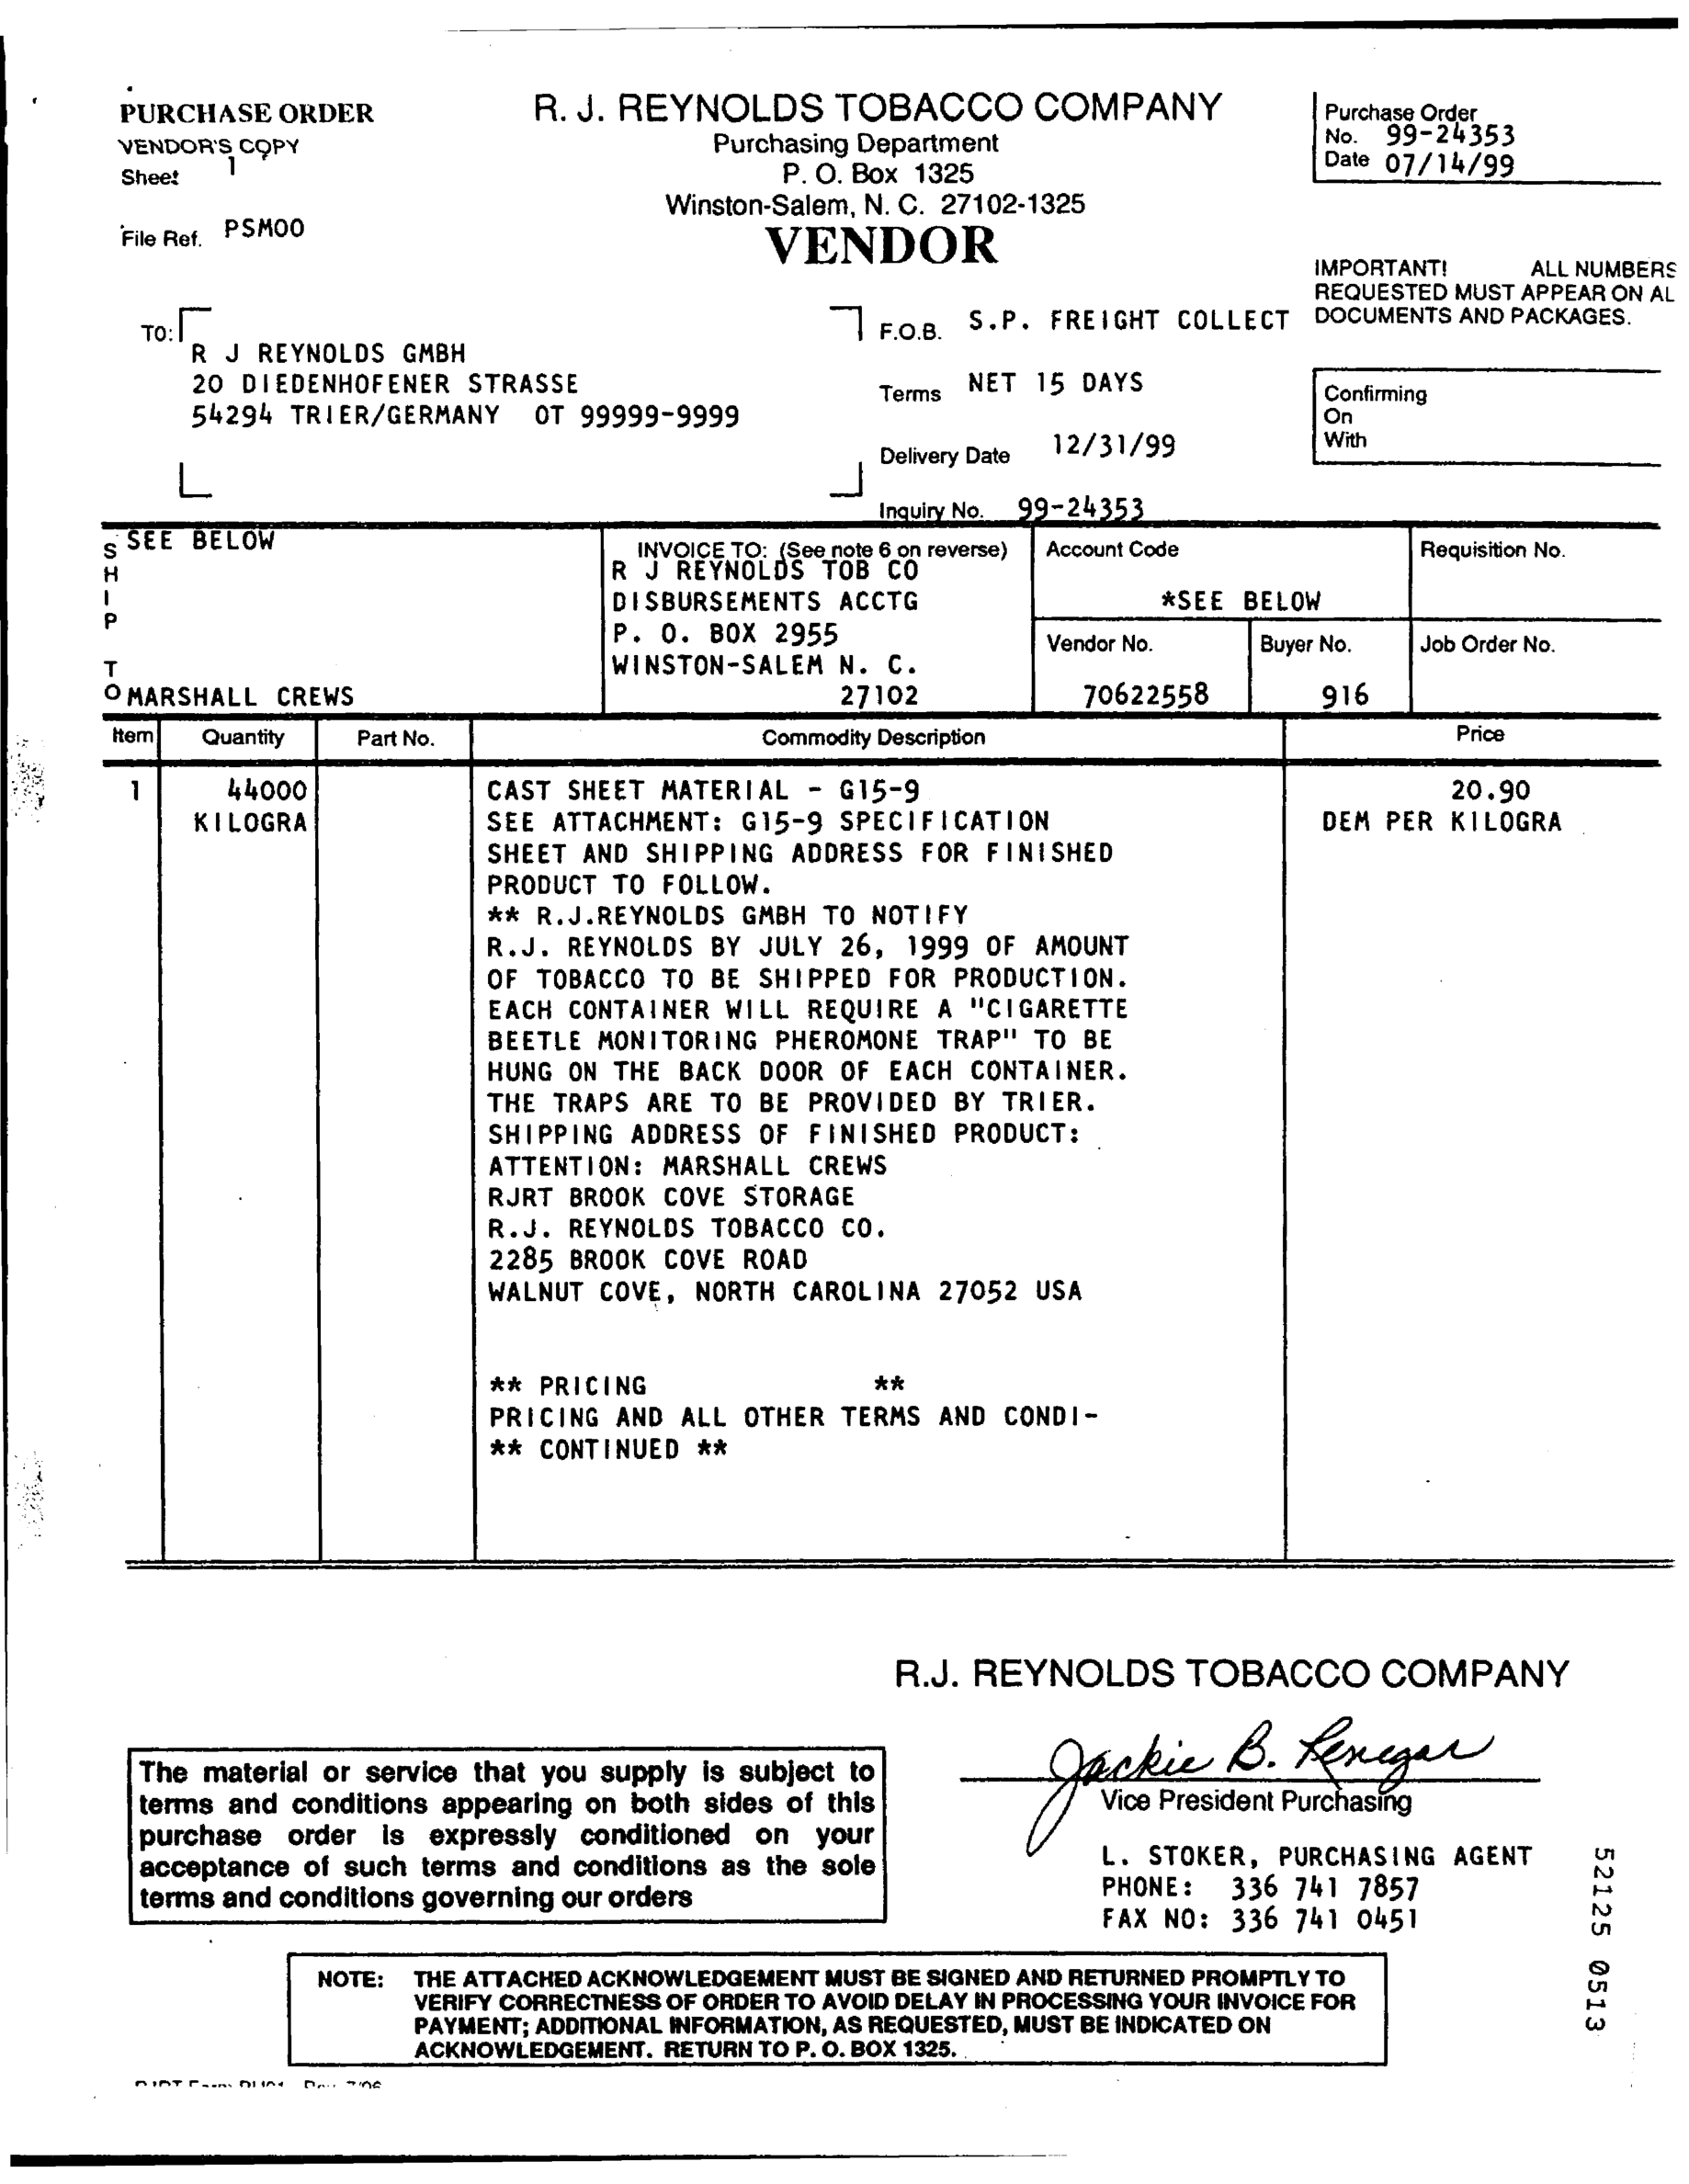 PURCHASE ORDER
VENDOR'S COPY
Sheet 1
File Ref. PSM00
R. J. REYNOLDS TOBACCO COMPANY
Purchasing Department
P. O. Box 1325
Winston-Salem, N. C. 27102-1325
VENDOR
Purchase Order
No. 99-24353
Date 07/14/99
IMPORTANT! ALL NUMBERS
REQUESTED MUST APPEAR ON AL
DOCUMENTS AND PACKAGES.
TO:
R J REYNOLDS GMBH
20 DIEDENHOFENER STRASSE
54294 TRIER/GERMANY OT 99999-9999
F.O.B. S.P. FREIGHT COLLECT
Terms NET 15 DAYS
Delivery Date 12/31/99
Inquiry No. 99-24353
Confirming
On
With
SHIP TO
SEE BELOW
MARSHALL CREWS
INVOICE TO: (See note 6 on reverse)
R J REYNOLDS TOB CO
DISBURSEMENTS ACCTG
P. O. BOX 2955
WINSTON-SALEM N. C.
27102
Account Code
*SEE BELOW
Requisition No.
Vendor No.
70622558
Buyer No.
916
Job Order No.
Item Quantity Part No. Commodity Description Price
1 44000 CAST SHEET MATERIAL - G15-9 20.90
KILOGRA SEE ATTACHMENT: G15-9 SPECIFICATION DEM PER KILOGRA
SHEET AND SHIPPING ADDRESS FOR FINISHED
PRODUCT TO FOLLOW.
** R.J.REYNOLDS GMBH TO NOTIFY
R.J. REYNOLDS BY JULY 26, 1999 OF AMOUNT
OF TOBACCO TO BE SHIPPED FOR PRODUCTION.
EACH CONTAINER WILL REQUIRE A "CIGARETTE
BEETLE MONITORING PHEROMONE TRAP" TO BE
HUNG ON THE BACK DOOR OF EACH CONTAINER.
THE TRAPS ARE TO BE PROVIDED BY TRIER.
SHIPPING ADDRESS OF FINISHED PRODUCT:
ATTENTION: MARSHALL CREWS
RJRT BROOK COVE STORAGE
R.J. REYNOLDS TOBACCO CO.
2285 BROOK COVE ROAD
WALNUT COVE, NORTH CAROLINA 27052 USA
** PRICING **
PRICING AND ALL OTHER TERMS AND CONDI-
** CONTINUED **
R.J. REYNOLDS TOBACCO COMPANY
Jackie B. Renegar
Vice President Purchasing
L. STOKER, PURCHASING AGENT
PHONE: 336 741 7857
FAX NO: 336 741 0451
The material or service that you supply is subject to
terms and conditions appearing on both sides of this
purchase order is expressly conditioned on your
acceptance of such terms and conditions as the sole
terms and conditions governing our orders
52125 0513
NOTE: THE ATTACHED ACKNOWLEDGEMENT MUST BE SIGNED AND RETURNED PROMPTLY TO
VERIFY CORRECTNESS OF ORDER TO AVOID DELAY IN PROCESSING YOUR INVOICE FOR
PAYMENT; ADDITIONAL INFORMATION, AS REQUESTED, MUST BE INDICATED ON
ACKNOWLEDGEMENT. RETURN TO P. O. BOX 1325.